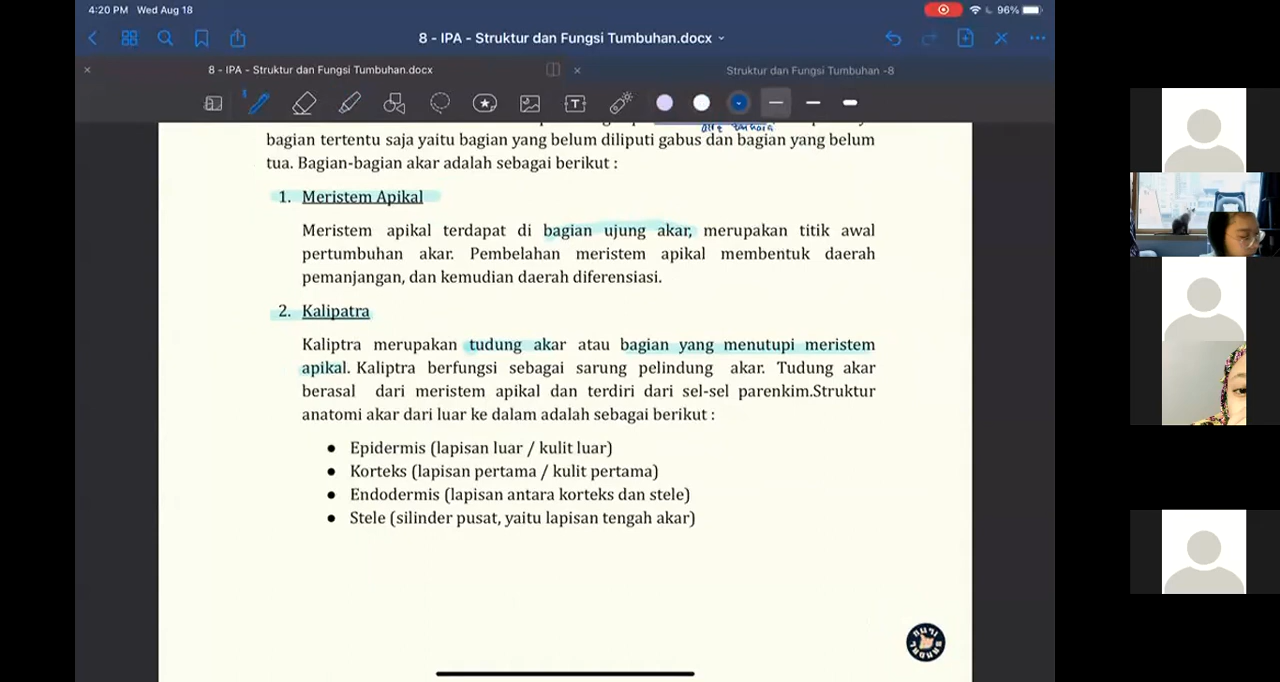 4:20 PM Wed Aug 18
96%
8 - IPA - Struktur dan Fungsi Tumbuhan.docx
8 - IPA - Struktur dan Fungsi Tumbuhan.docx
Struktur dan Fungsi Tumbuhan -8
bagian tertentu saja yaitu bagian yang belum diliputi gabus dan bagian yang belum
tua. Bagian-bagian akar adalah sebagai berikut :
1. Meristem Apikal
Meristem apikal terdapat di bagian ujung akar, merupakan titik awal
pertumbuhan akar. Pembelahan meristem apikal membentuk daerah
pemanjangan, dan kemudian daerah diferensiasi.
2. Kalipatra
Kaliptra merupakan tudung akar atau bagian yang menutupi meristem
apikal. Kaliptra berfungsi sebagai sarung pelindung akar. Tudung akar
berasal dari meristem apikal dan terdiri dari sel-sel parenkim.Struktur
anatomi akar dari luar ke dalam adalah sebagai berikut :
● Epidermis (lapisan luar / kulit luar)
● Korteks (lapisan pertama / kulit pertama)
● Endodermis (lapisan antara korteks dan stele)
● Stele (silinder pusat, yaitu lapisan tengah akar)